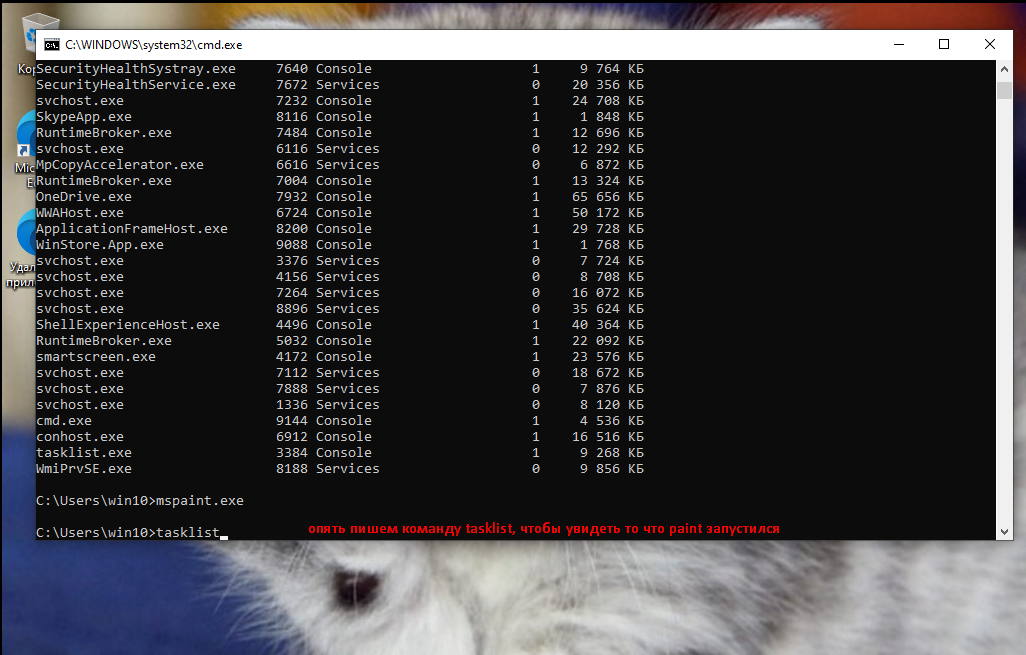 Кор
C:\WINDOWS\system32\cmd.exe
SecurityHealthSystray.exe 7640 Console 1 9 764 КБ
SecurityHealthService.exe 7672 Services 0 20 356 КБ
svchost.exe 7232 Console 1 24 708 КБ
SkypeApp.exe 8116 Console 1 1 848 КБ
RuntimeBroker.exe 7484 Console 1 12 696 КБ
svchost.exe 6116 Services 0 12 292 КБ
MpCopyAccelerator.exe 6616 Services 0 6 872 КБ
RuntimeBroker.exe 7004 Console 1 13 324 КБ
OneDrive.exe 7932 Console 1 65 656 КБ
WWAHost.exe 6724 Console 1 50 172 КБ
ApplicationFrameHost.exe 8200 Console 1 29 728 КБ
WinStore.App.exe 9088 Console 1 1 768 КБ
svchost.exe 3376 Services 0 7 724 КБ
svchost.exe 4156 Services 0 8 708 КБ
svchost.exe 7264 Services 0 16 072 КБ
svchost.exe 8896 Services 0 35 624 КБ
ShellExperienceHost.exe 4496 Console 1 40 364 КБ
RuntimeBroker.exe 5032 Console 1 22 092 КБ
smartscreen.exe 4172 Console 1 23 576 КБ
svchost.exe 7112 Services 0 18 672 КБ
svchost.exe 7888 Services 0 7 876 КБ
svchost.exe 1336 Services 0 8 120 КБ
cmd.exe 9144 Console 1 4 536 КБ
conhost.exe 6912 Console 1 16 516 КБ
tasklist.exe 3384 Console 1 9 268 КБ
WmiPrvSE.exe 8188 Services 0 9 856 КБ
C:\Users\win10>mspaint.exe
C:\Users\win10>tasklist
опять пишем команду tasklist, чтобы увидеть то что paint запустился
Mic
E
Удал
прил